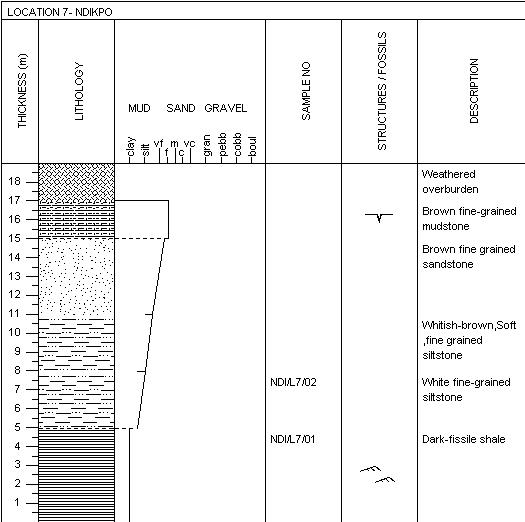 LOCATION 7- NDIKPO
THICKNESS (m)
LITHOLOGY
MUD SAND GRAVEL
clay silt vf f m c vc gran pebb cobb boul
SAMPLE NO
STRUCTURES / FOSSILS
DESCRIPTION
18
17
16
15
14
13
12
11
10
9
8
7
6
5
4
3
2
1
NDI/L7/02
NDI/L7/01
Weathered
overburden
Brown fine-grained
mudstone
Brown fine grained
sandstone
Whitish-brown,Soft
,fine grained
siltstone
White fine-grained
siltstone
Dark-fissile shale